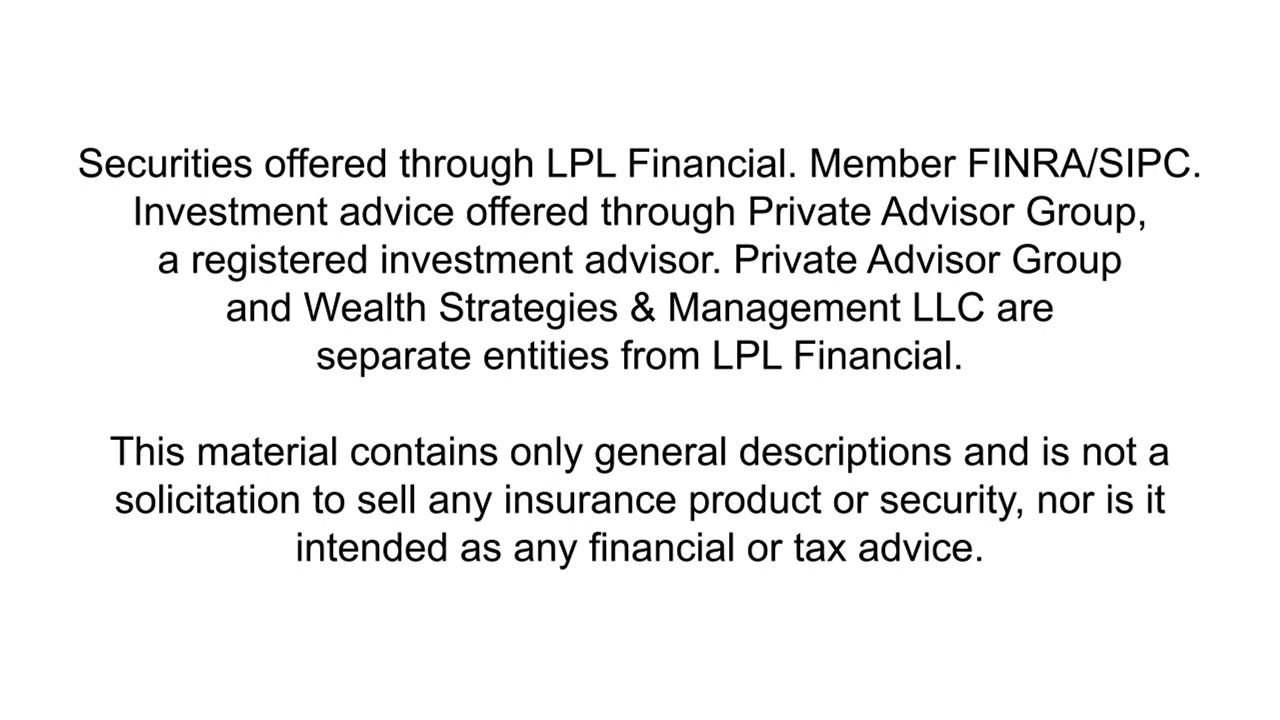 Securities offered through LPL Financial. Member FINRA/SIPC.
Investment advice offered through Private Advisor Group,
a registered investment advisor. Private Advisor Group
and Wealth Strategies & Management LLC are
separate entities from LPL Financial.
This material contains only general descriptions and is not a
solicitation to sell any insurance product or security, nor is it
intended as any financial or tax advice.